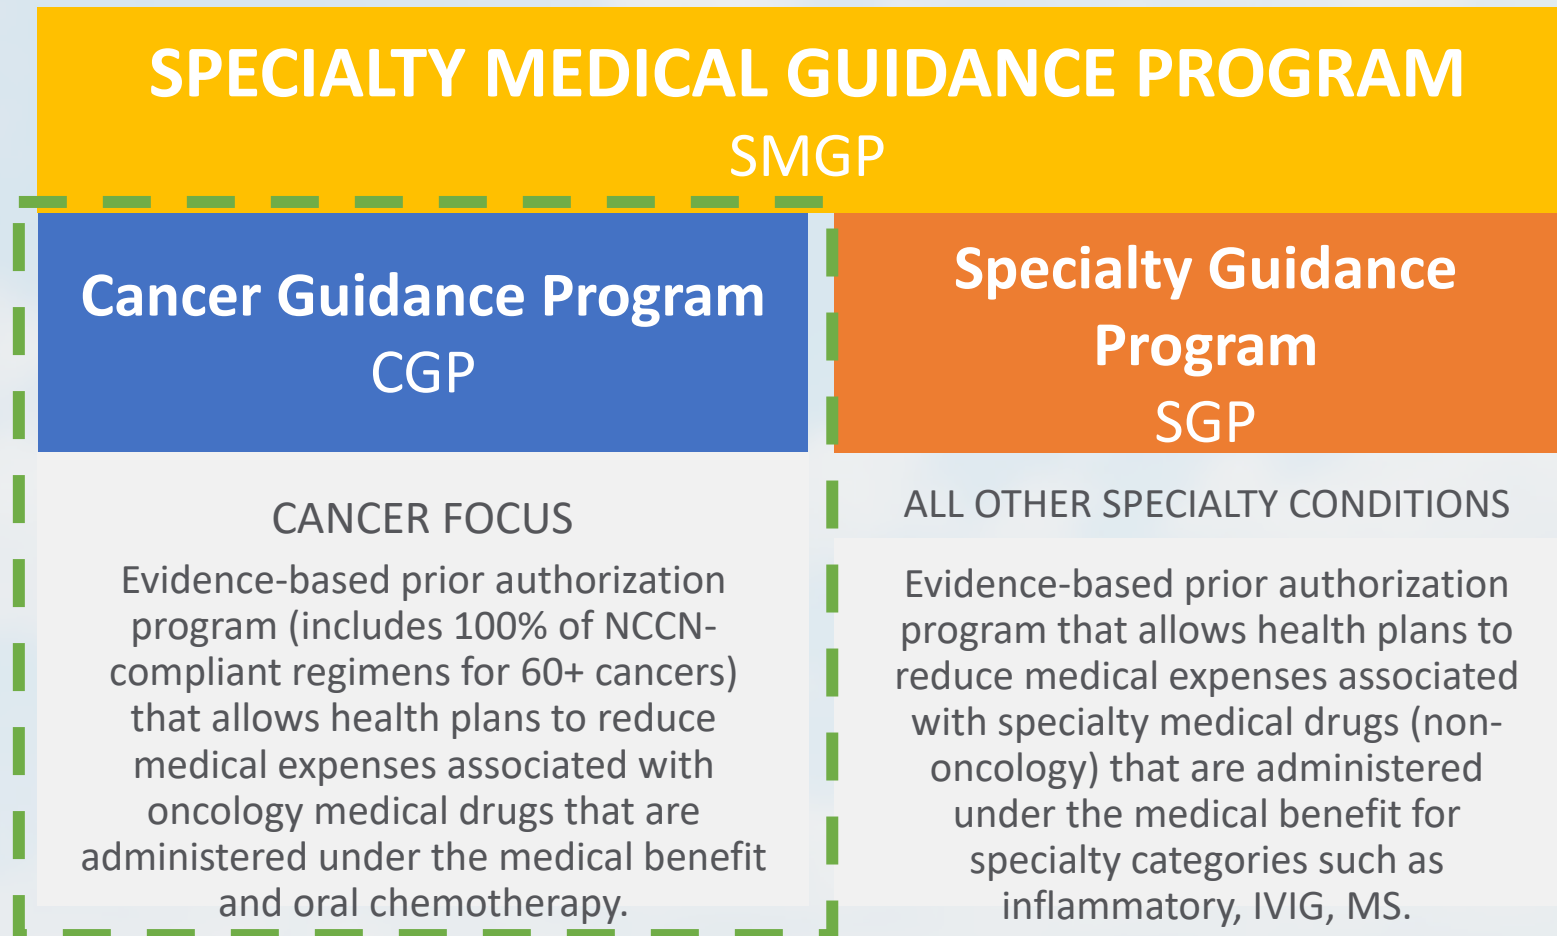 SPECIALTY MEDICAL GUIDANCE PROGRAM
SMGP
Cancer Guidance Program
CGP
CANCER FOCUS
Evidence-based prior authorization
program (includes 100% of NCCN-
compliant regimens for 60+ cancers)
that allows health plans to reduce
medical expenses associated with
oncology medical drugs that are
administered under the medical benefit
and oral chemotherapy.
Specialty Guidance
Program
SGP
ALL OTHER SPECIALTY CONDITIONS
Evidence-based prior authorization
program that allows health plans to
reduce medical expenses associated
with specialty medical drugs (non-
oncology) that are administered
under the medical benefit for
specialty categories such as
inflammatory, IVIG, MS.